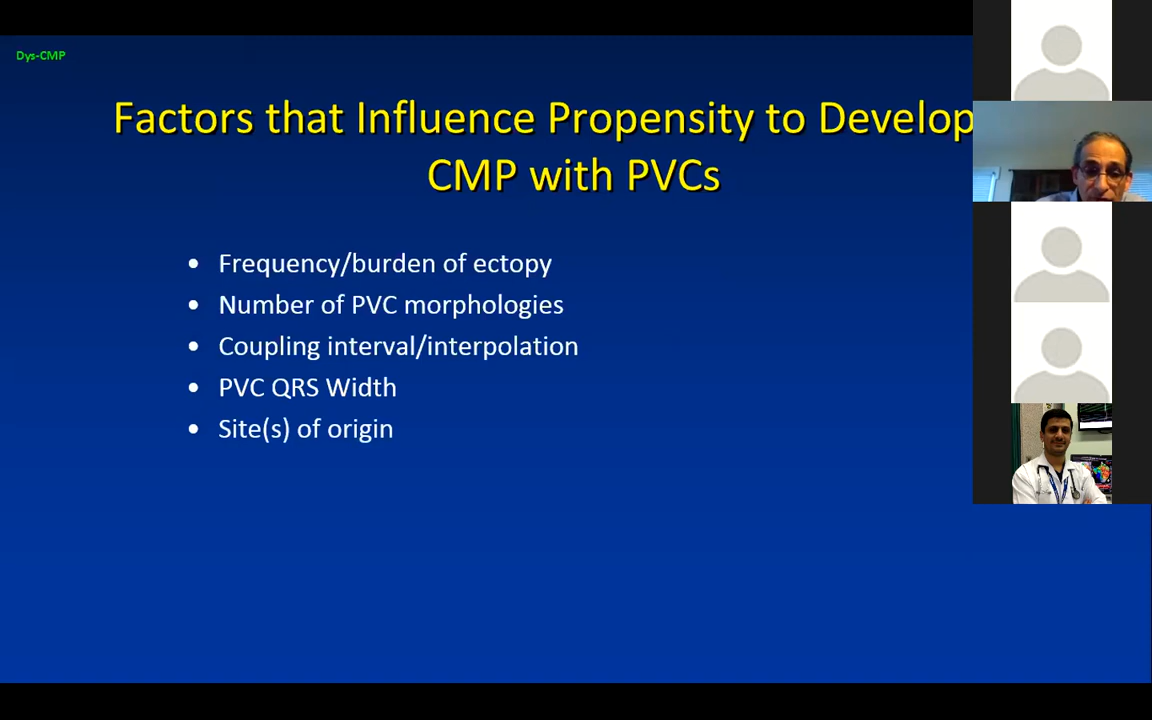 Dys-CMP
Factors that Influence Propensity to Develop
CMP with PVCs
• Frequency/burden of ectopy
• Number of PVC morphologies
• Coupling interval/interpolation
• PVC QRS Width
• Site(s) of origin